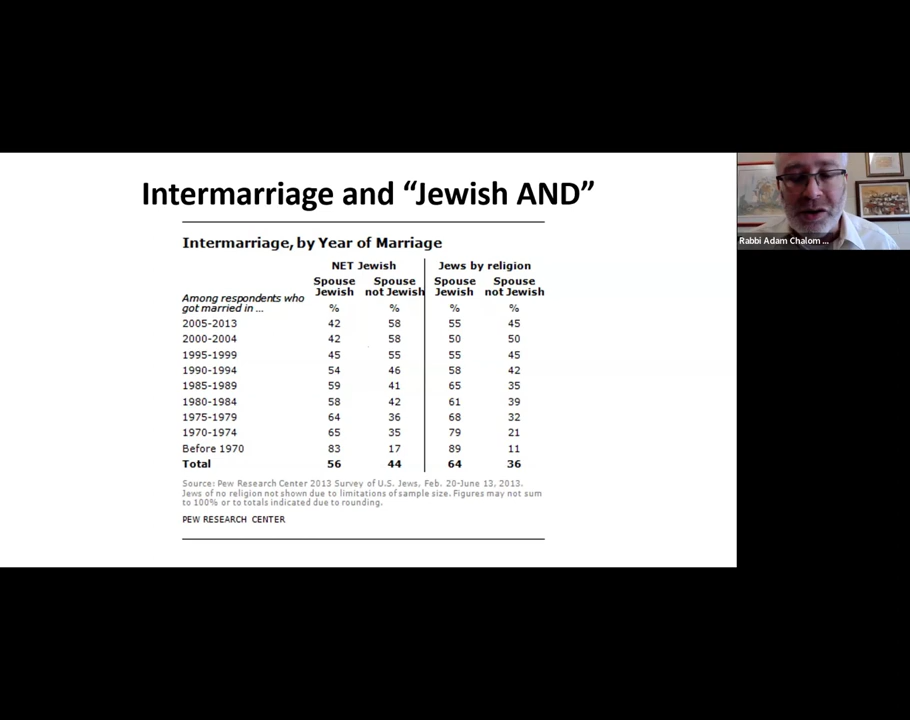 Intermarriage and “Jewish AND”
Intermarriage, by Year of Marriage
NET Jewish Jews by religion
Spouse Jewish Spouse not Jewish Spouse Jewish Spouse not Jewish
Among respondents who got married in ... % % % %
2005-2013 42 58 55 45
2000-2004 42 58 50 50
1995-1999 45 55 55 45
1990-1994 54 46 58 42
1985-1989 59 41 65 35
1980-1984 58 42 61 39
1975-1979 64 36 68 32
1970-1974 65 35 79 21
Before 1970 83 17 89 11
Total 56 44 64 36
Source: Pew Research Center 2013 Survey of U.S. Jews, Feb. 20-June 13, 2013.
Jews of no religion not shown due to limitations of sample size. Figures may not sum
to 100% or to totals indicated due to rounding.
PEW RESEARCH CENTER
Rabbi Adam Chalom ...